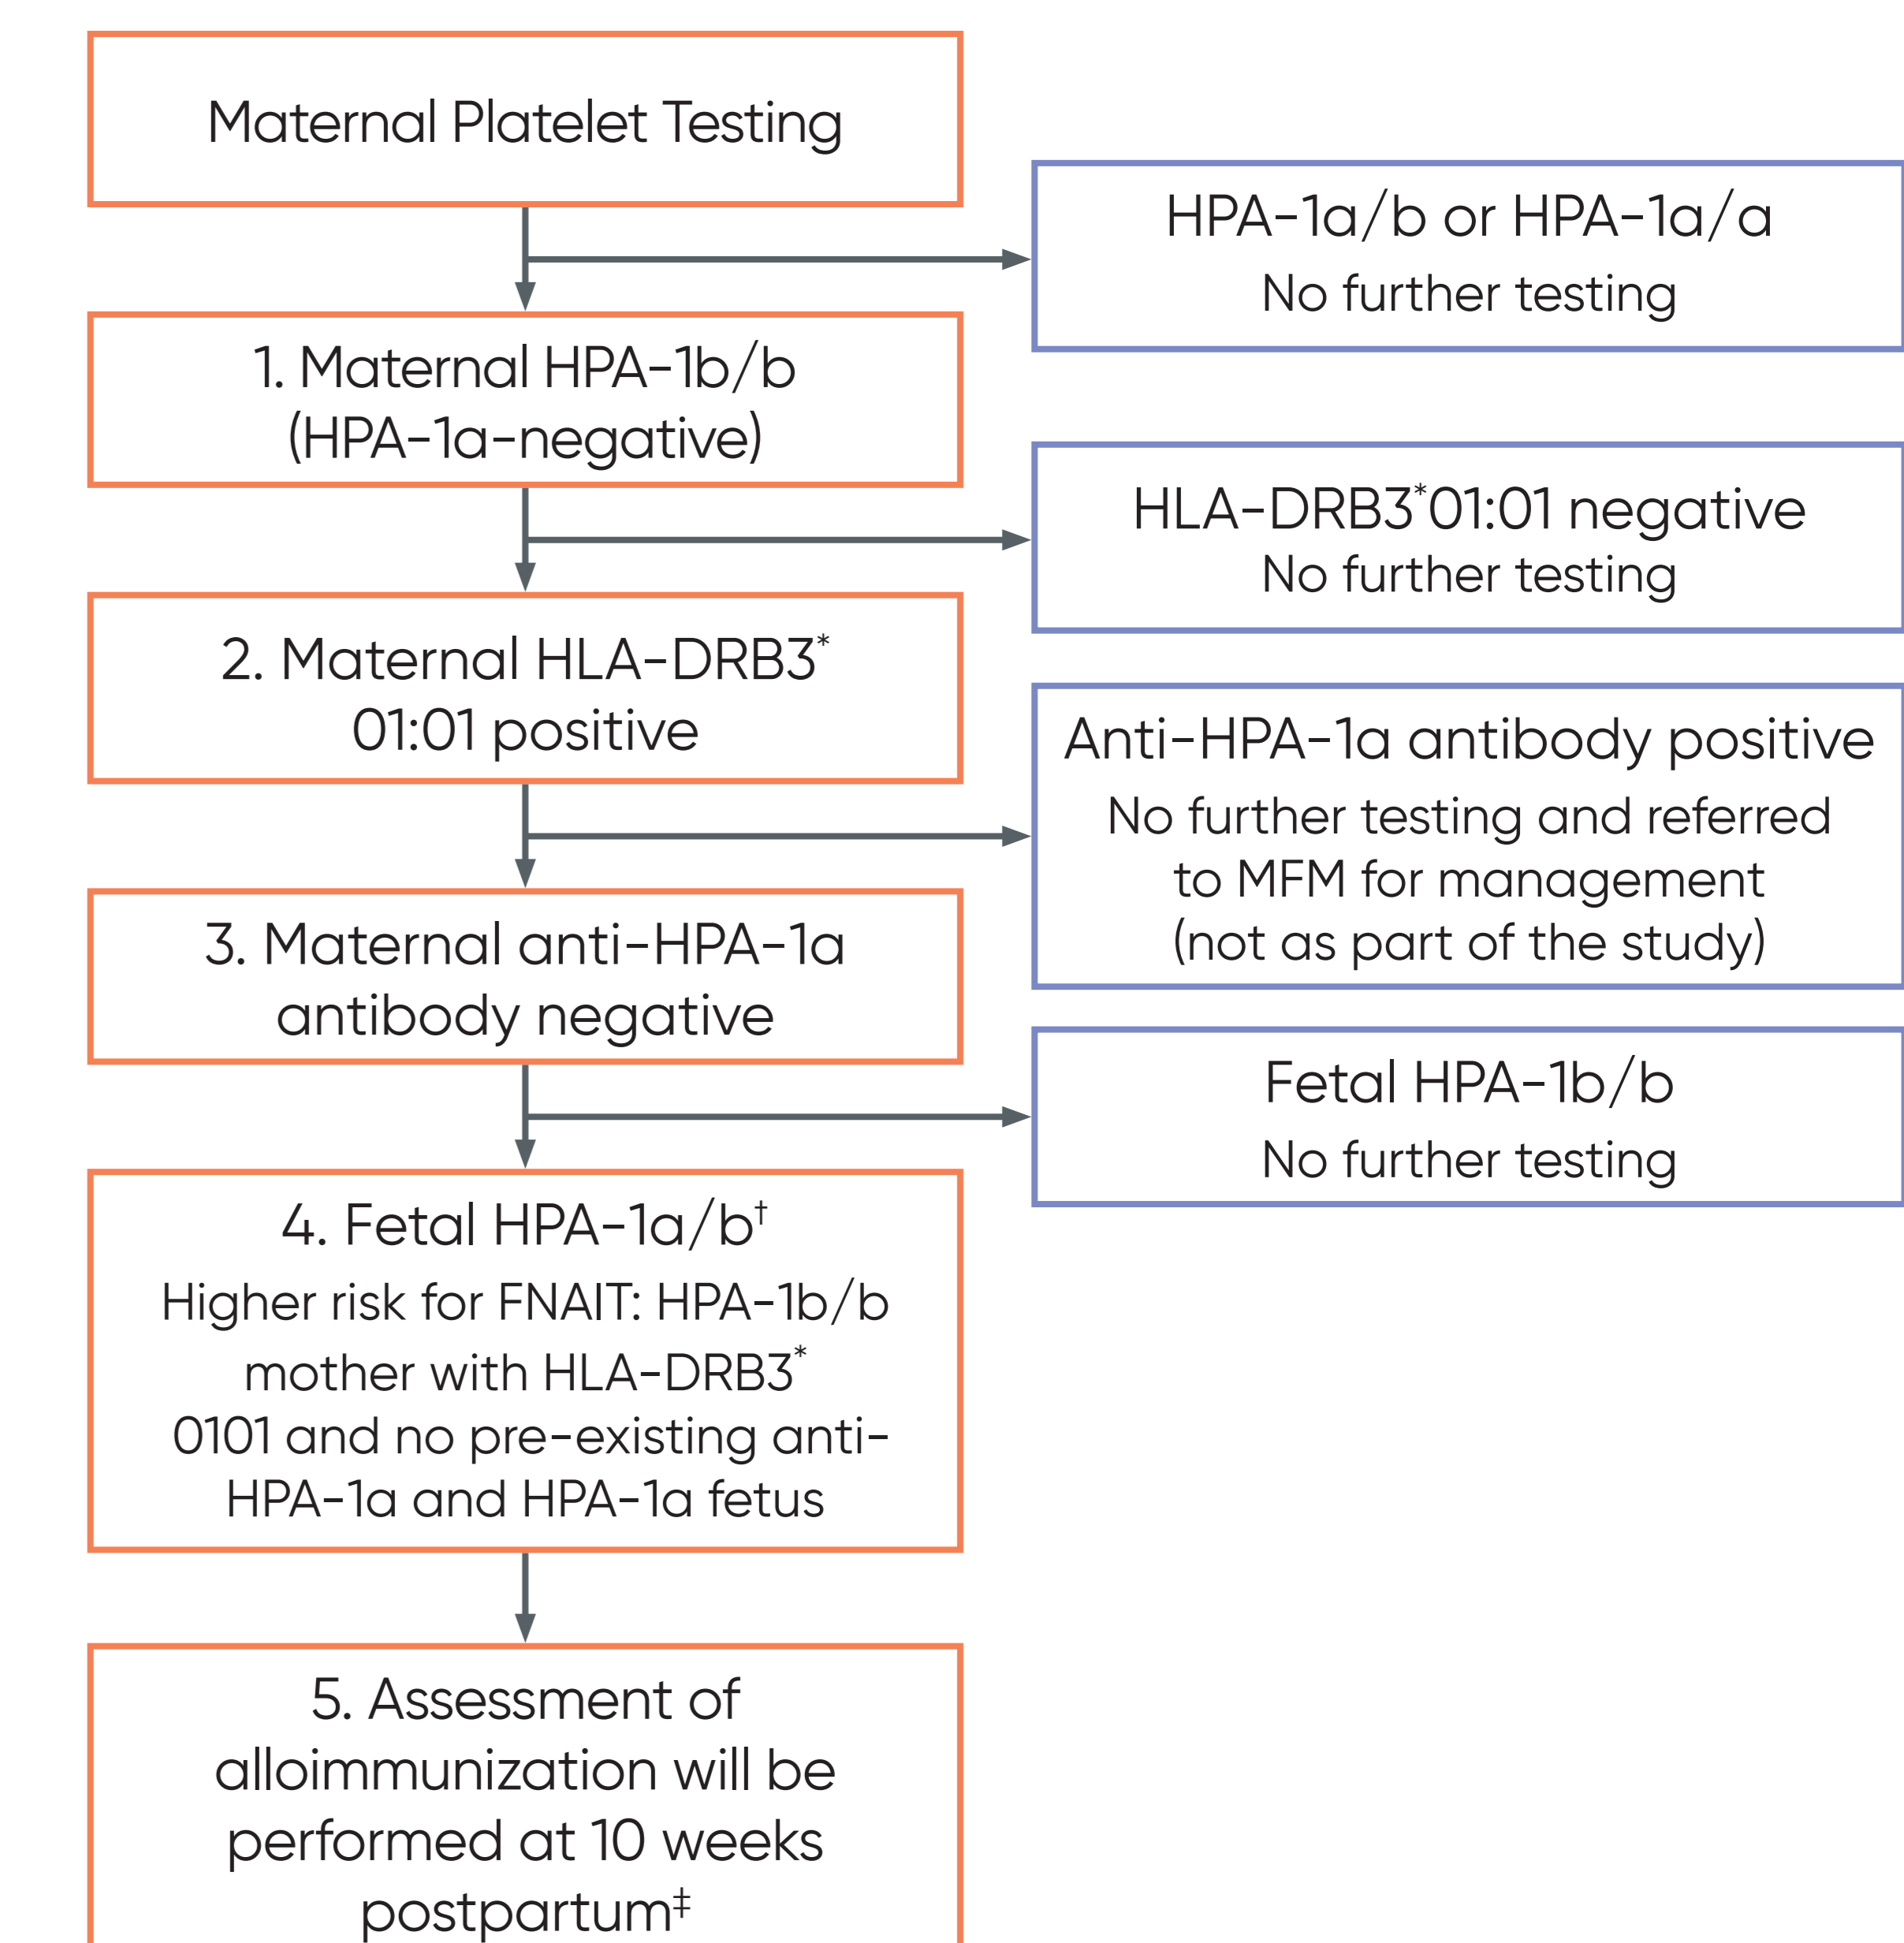 Maternal Platelet Testing
HPA-1a/b or HPA-1a/a
No further testing
1. Maternal HPA-1b/b
(HPA-1a-negative)
HLA-DRB3*01:01 negative
No further testing
2. Maternal HLA-DRB3*
01:01 positive
Anti-HPA-1a antibody positive
No further testing and referred
to MFM for management
(not as part of the study)
3. Maternal anti-HPA-1a
antibody negative
Fetal HPA-1b/b
No further testing
4. Fetal HPA-1a/b†
Higher risk for FNAIT: HPA-1b/b
mother with HLA-DRB3*
0101 and no pre-existing anti-
HPA-1a and HPA-1a fetus
5. Assessment of
alloimmunization will be
performed at 10 weeks
postpartum‡